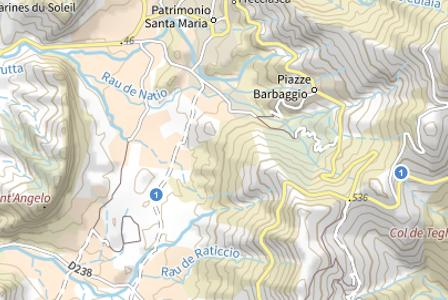 arines du Soleil
Patrimonio
Santa Maria
46
utta
Rau de Natio
Piazze
Barbaggio
1
1
nt'Angelo
536
Col de Tegh
Rau de Raticcio
D238